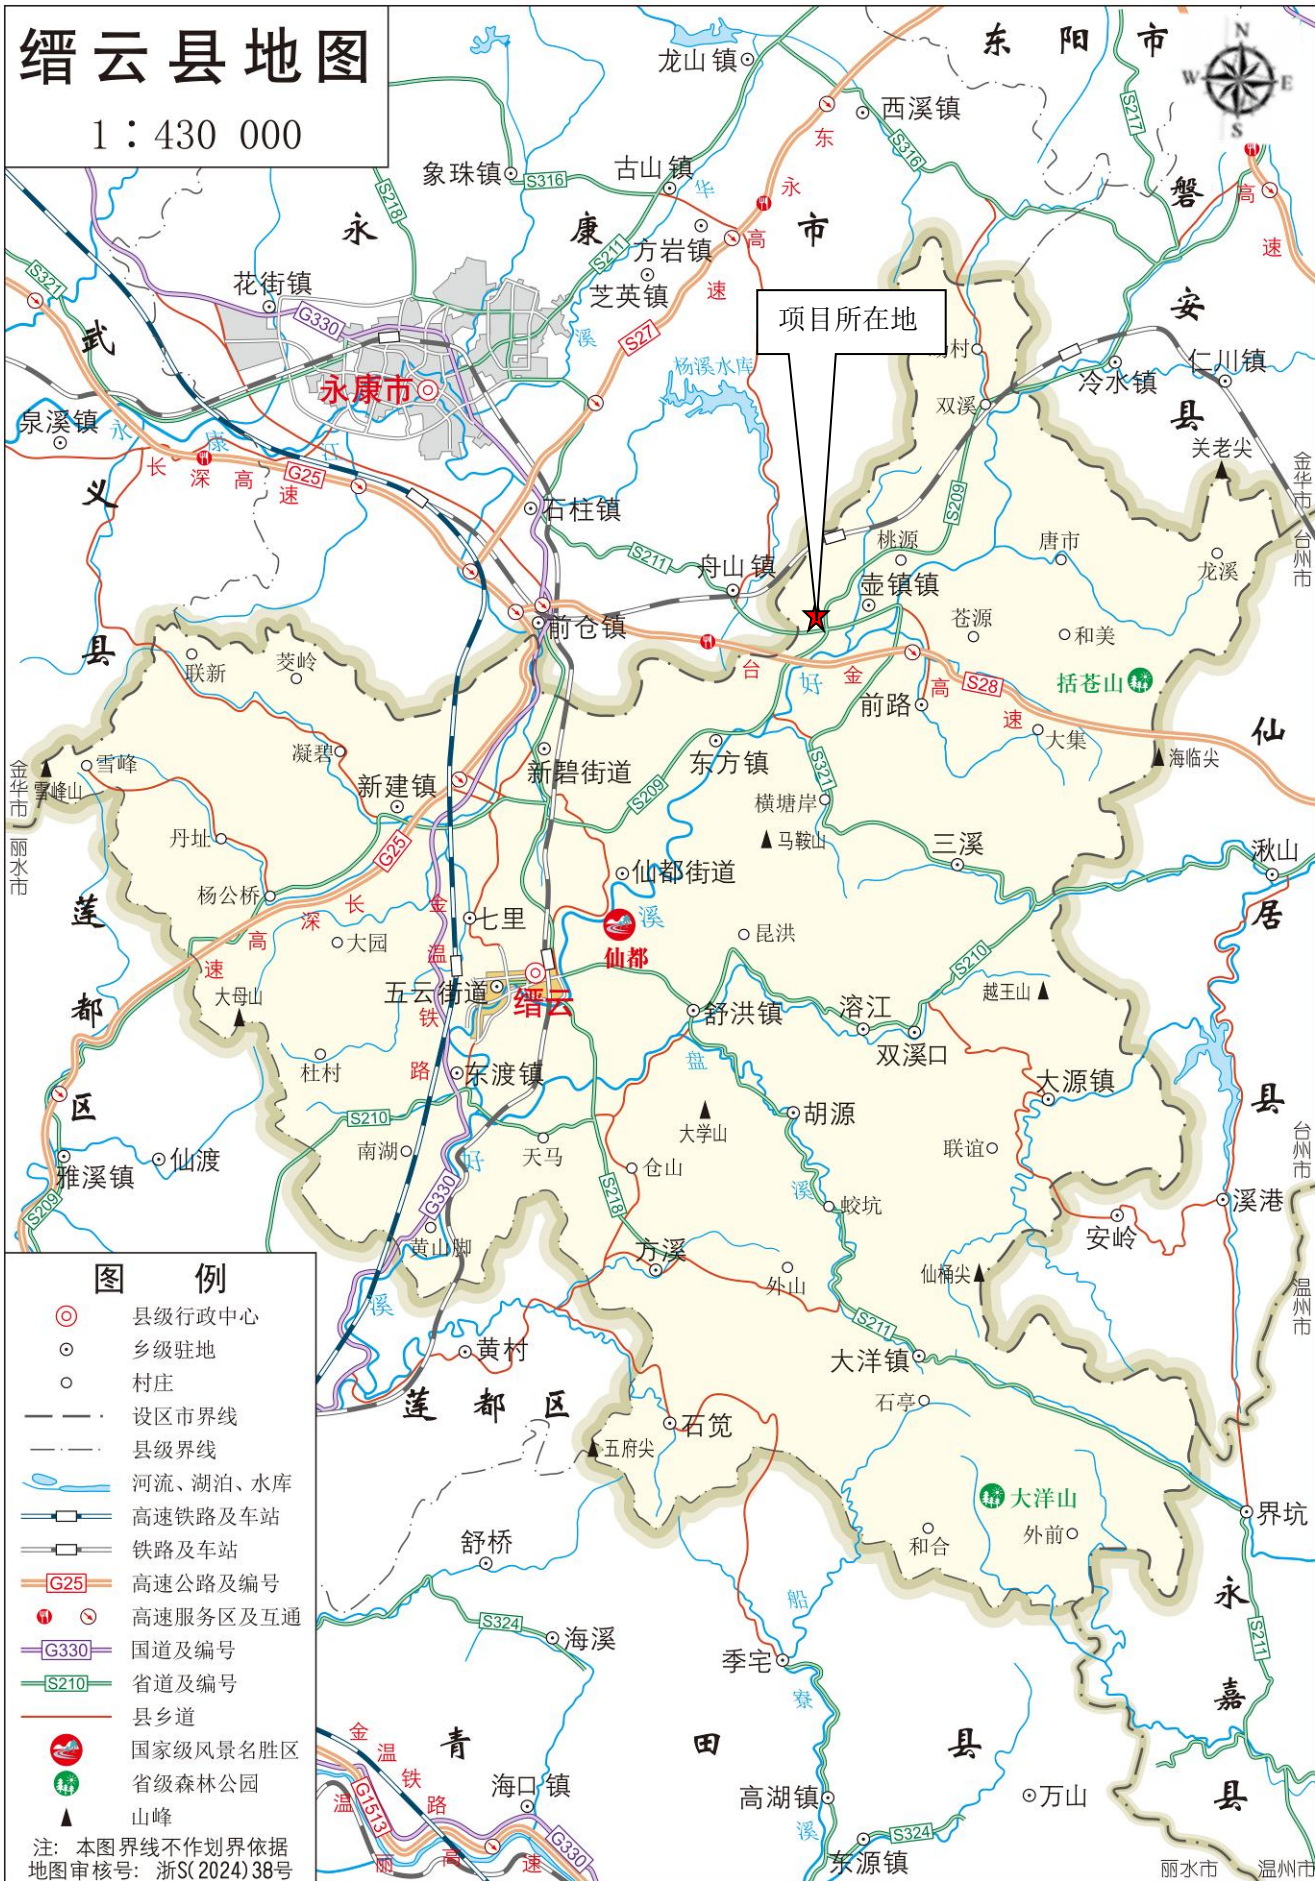 缙云县地图
1：430 000
东阳市
N
W
E
S
龙山镇
西溪镇
S217
S316
东
永
高
速
象珠镇
S316
古山镇
华
溪
S218
永康市
磐安县
高
速
方岩镇
S211
芝英镇
S321
花街镇
G330
S27
项目所在地
杨溪水库
武义县
永康市
双溪
冷水镇
仁川镇
关老尖
泉溪镇
永
康
江
长
深
高
速
G25
石柱镇
S209
金华市
台州市
S211
舟山镇
桃源
唐市
龙溪
壶镇镇
前仓镇
苍源
和美
联新
茭岭
台
金
高
速
好
S28
括苍山
前路
仙居县
大集
海临尖
金华市
丽水市
雪峰山
雪峰
凝碧
新建镇
新碧街道
东方镇
S209
S321
横塘岸
马鞍山
丹址
G25
三溪
湫山
仙都街道
杨公桥
莲都区
长
深
高
速
金
温
铁
路
七里
溪
仙都
大园
昆洪
S210
大母山
五云街道
缙云
越王山
舒洪镇
溶江
双溪口
盘
溪
杜村
东渡镇
大源镇
S210
大学山
胡源
南湖
天马
好
溪
联谊
台州市
温州市
雅溪镇
仙渡
仓山
S209
G330
S218
蛟坑
溪港
黄山脚
安岭
方溪
外山
仙桶尖
S211
大洋镇
黄村
莲都区
石亭
石笕
五府尖
大洋山
界坑
和合
外前
舒桥
S324
海溪
船
寮
溪
季宅
永嘉县
S211
青田县
金
温
铁
路
温
丽
高
速
G1513
海口镇
G330
高湖镇
万山
S324
东源镇
丽水市
温州市
图例
县级行政中心
乡级驻地
村庄
设区市界线
县级界线
河流、湖泊、水库
高速铁路及车站
铁路及车站
G25 高速公路及编号
高速服务区及互通
G330 国道及编号
S210 省道及编号
县乡道
国家级风景名胜区
省级森林公园
山峰
注: 本图界线不作划界依据
地图审核号: 浙S(2024)38号